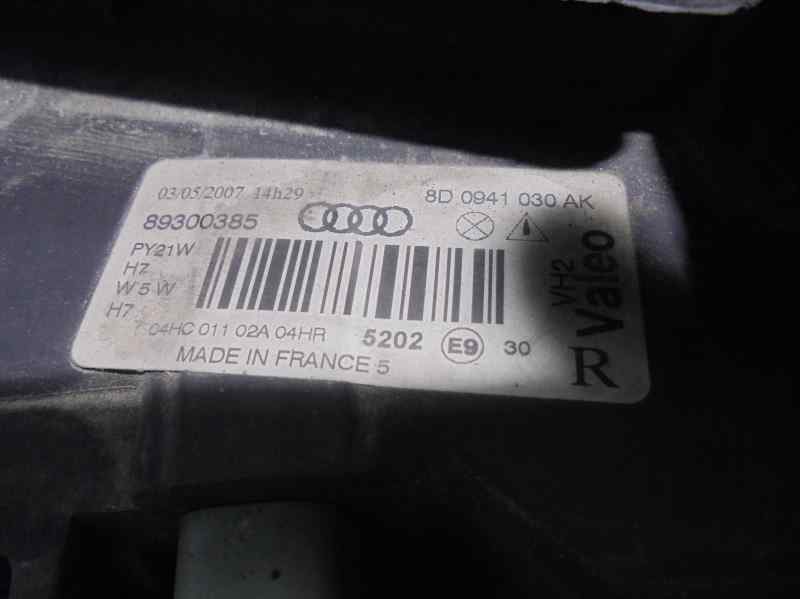 03/05/2007 14h29
8D 0941 030 AK
89300385
PY21W
H7
W5W
H7
VH2
Valeo
R
04HC 011 02A 04HR
5202
E9
30
MADE IN FRANCE 5